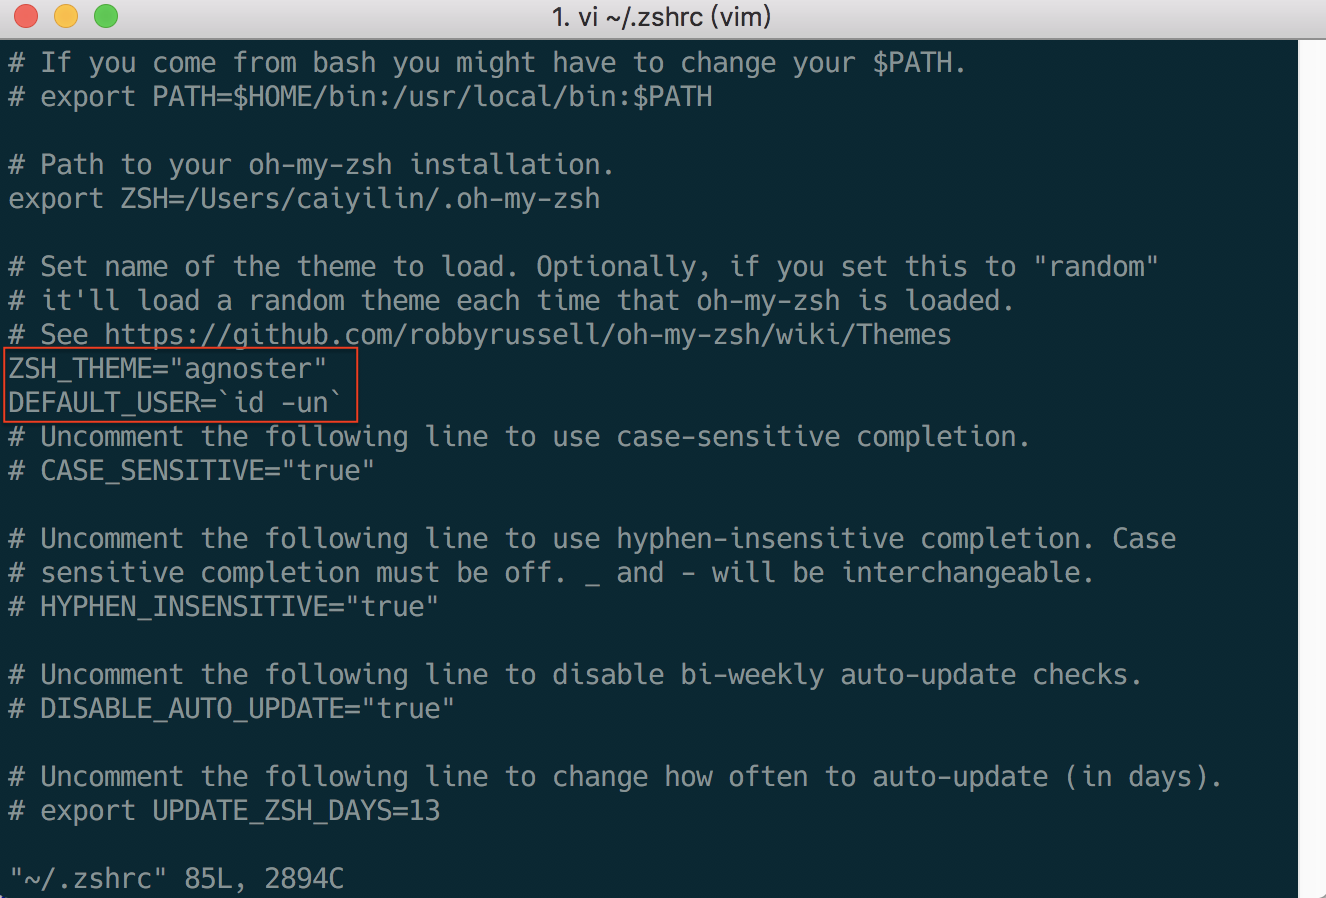 1. vi ~/.zshrc (vim)
# If you come from bash you might have to change your $PATH.
# export PATH=$HOME/bin:/usr/local/bin:$PATH
# Path to your oh-my-zsh installation.
export ZSH=/Users/caiyilin/.oh-my-zsh
# Set name of the theme to load. Optionally, if you set this to "random"
# it'll load a random theme each time that oh-my-zsh is loaded.
# See https://github.com/robbyrussell/oh-my-zsh/wiki/Themes
ZSH_THEME="agnoster"
DEFAULT_USER=`id -un`
# Uncomment the following line to use case-sensitive completion.
# CASE_SENSITIVE="true"
# Uncomment the following line to use hyphen-insensitive completion. Case
# sensitive completion must be off. _ and - will be interchangeable.
# HYPHEN_INSENSITIVE="true"
# Uncomment the following line to disable bi-weekly auto-update checks.
# DISABLE_AUTO_UPDATE="true"
# Uncomment the following line to change how often to auto-update (in days).
# export UPDATE_ZSH_DAYS=13
"~/.zshrc" 85L, 2894C